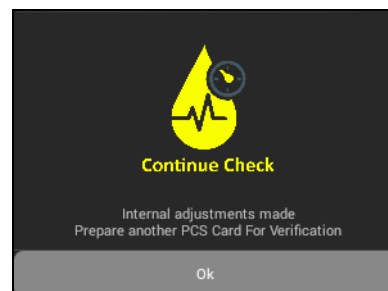 Continue Check
Internal adjustments made
Prepare another PCS Card For Verification
Ok